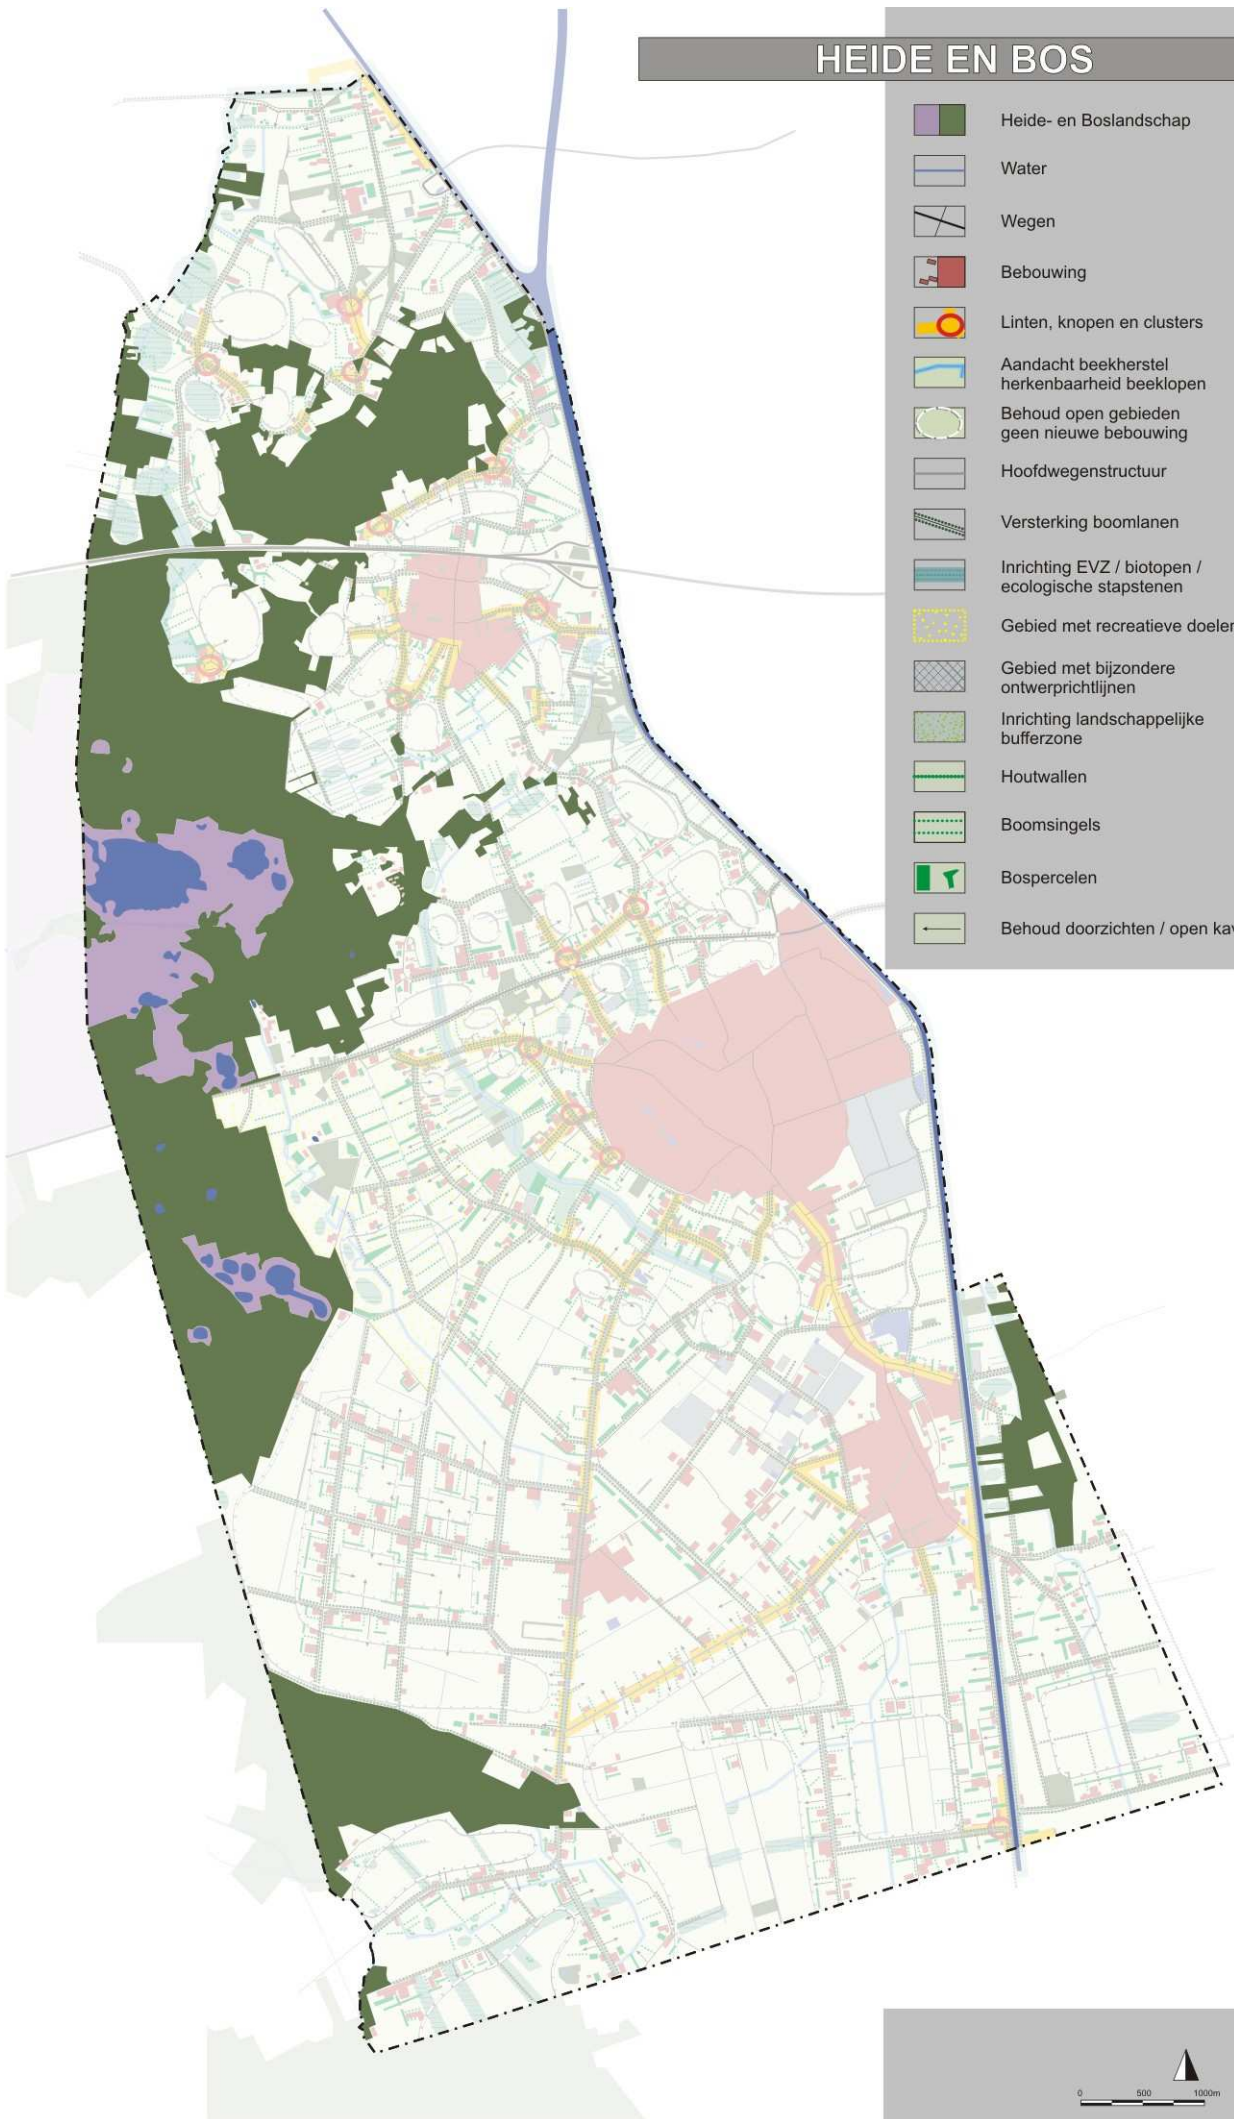 HEIDE EN BOS
Heide- en Boslandschap
Water
Wegen
Bebouwing
Linten, knopen en clusters
Aandacht beekherstel
herkenbaarheid beeklopen
Behoud open gebieden
geen nieuwe bebouwing
Hoofdwegenstructuur
Versterking boomlanen
Inrichting EVZ / biotopen /
ecologische stapstenen
Gebied met recreatieve doelen
Gebied met bijzondere
ontwerprichtlijnen
Inrichting landschappelijke
bufferzone
Houtwallen
Boomsingels
Bospercelen
Behoud doorzichten / open kav
0 500 1000m